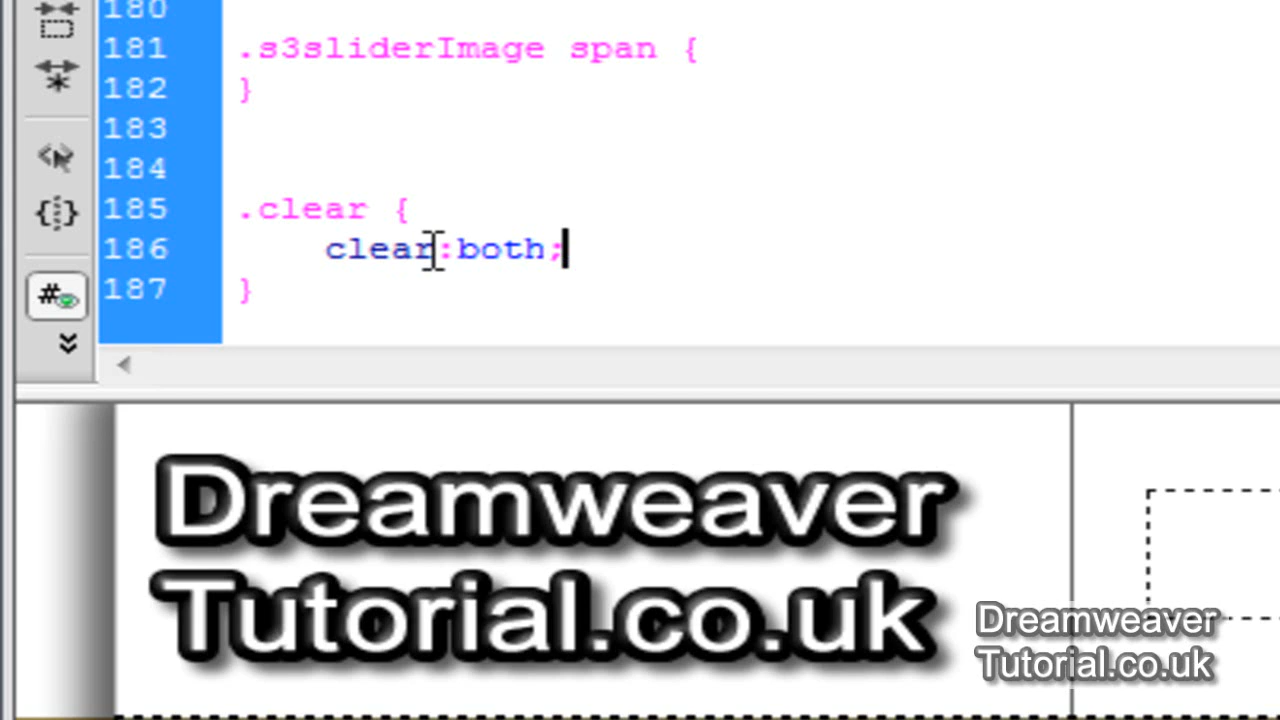 180
181 .s3sliderImage span {
182 }
183
184
185 .clear {
186 clear:both;
187 }
Dreamweaver
Tutorial.co.uk
Dreamweaver
Tutorial.co.uk